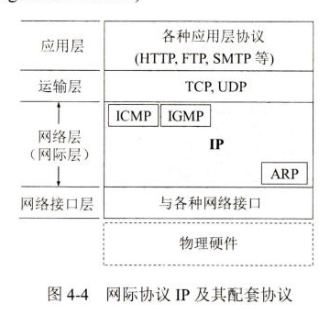 应用层
各种应用层协议
(HTTP, FTP, SMTP 等)
运输层
TCP, UDP
ICMP
IGMP
网络层
（网际层）
IP
ARP
网络接口层
与各种网络接口
物理硬件
图 4-4 网际协议 IP 及其配套协议